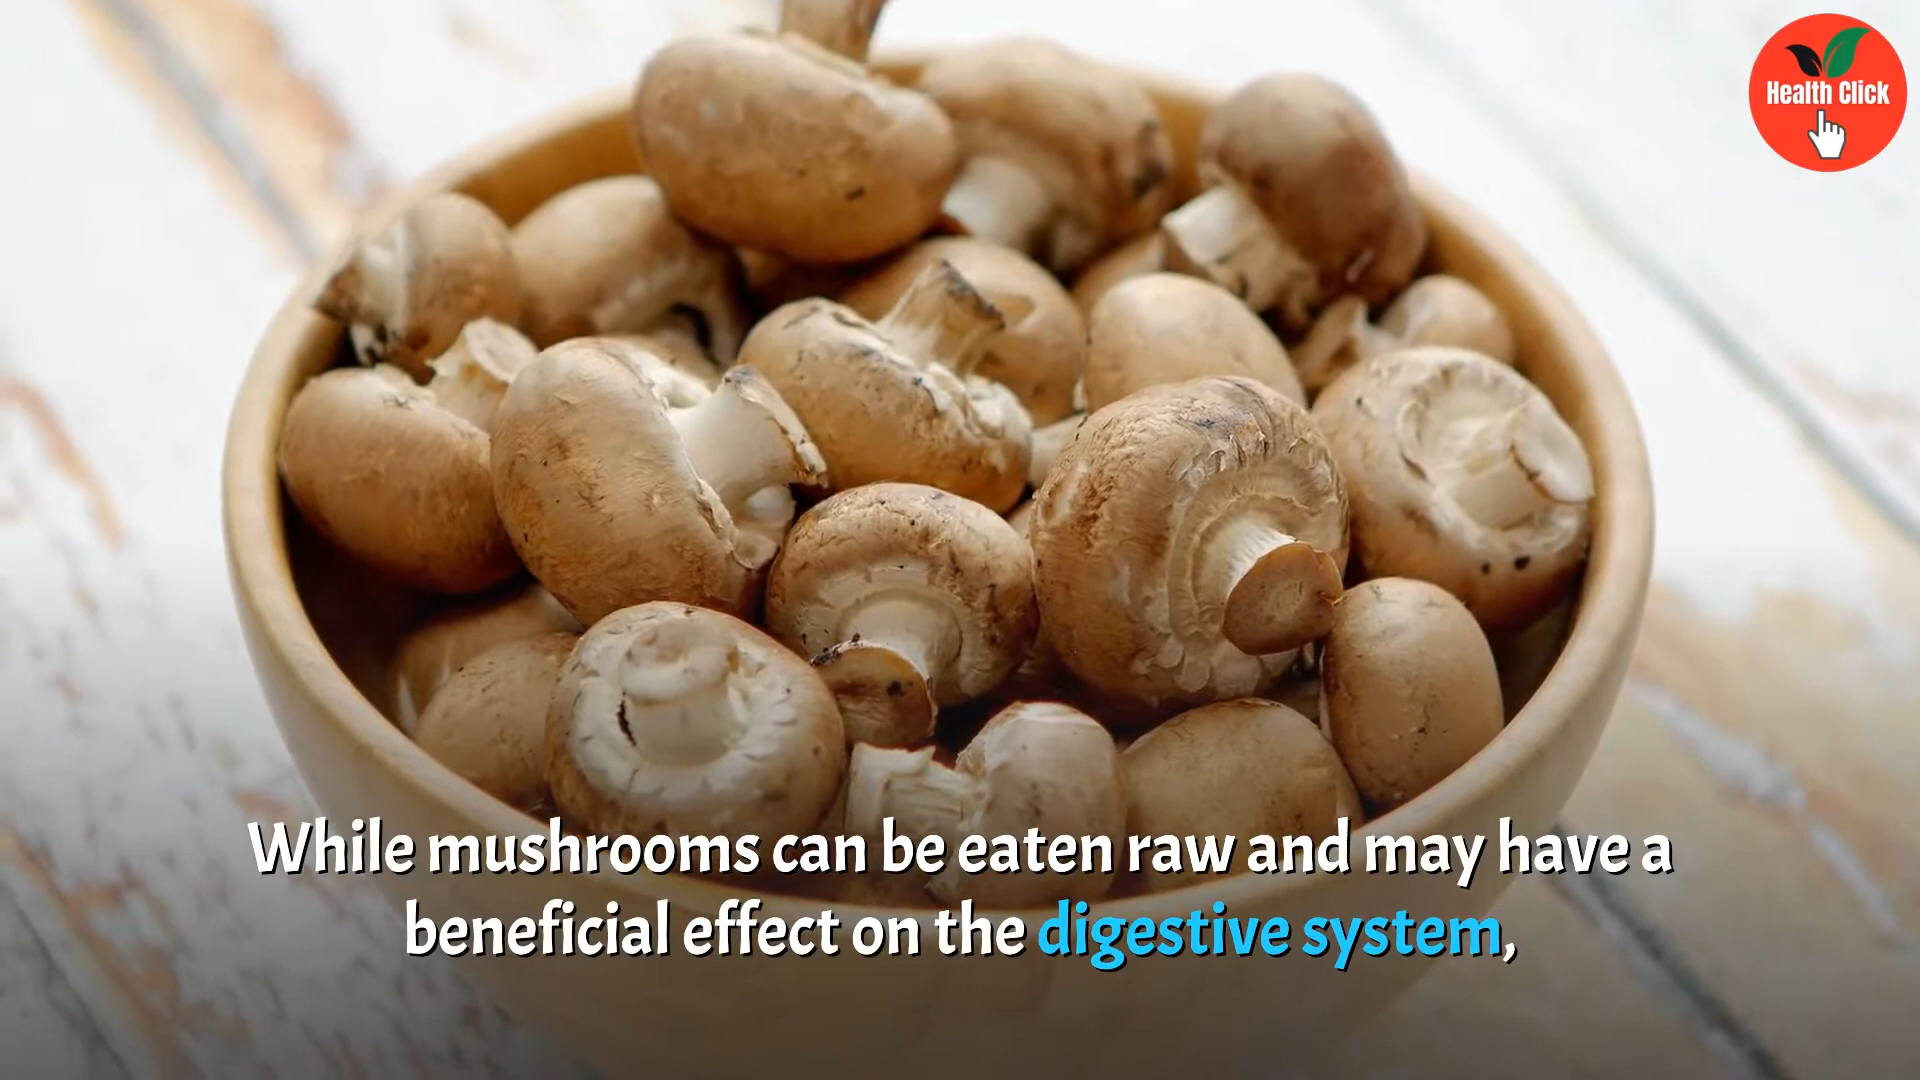 Health Click
While mushrooms can be eaten raw and may have a
beneficial effect on the digestive system,